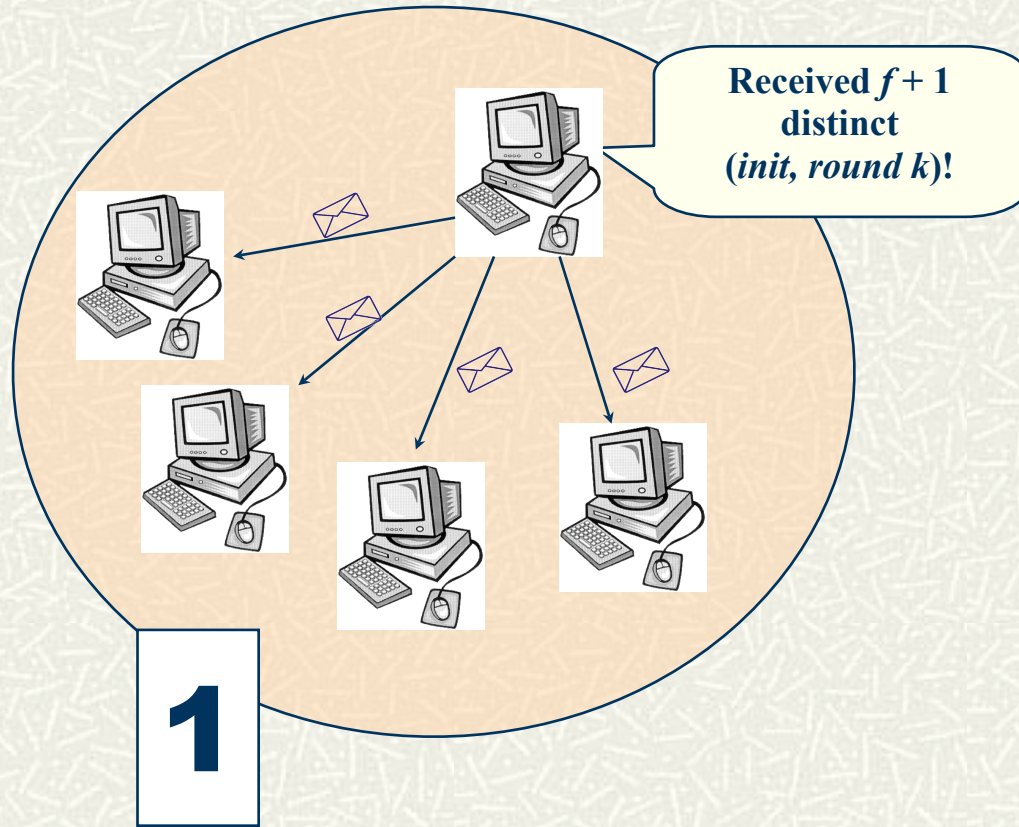 Received f + 1
distinct
(init, round k)!
1